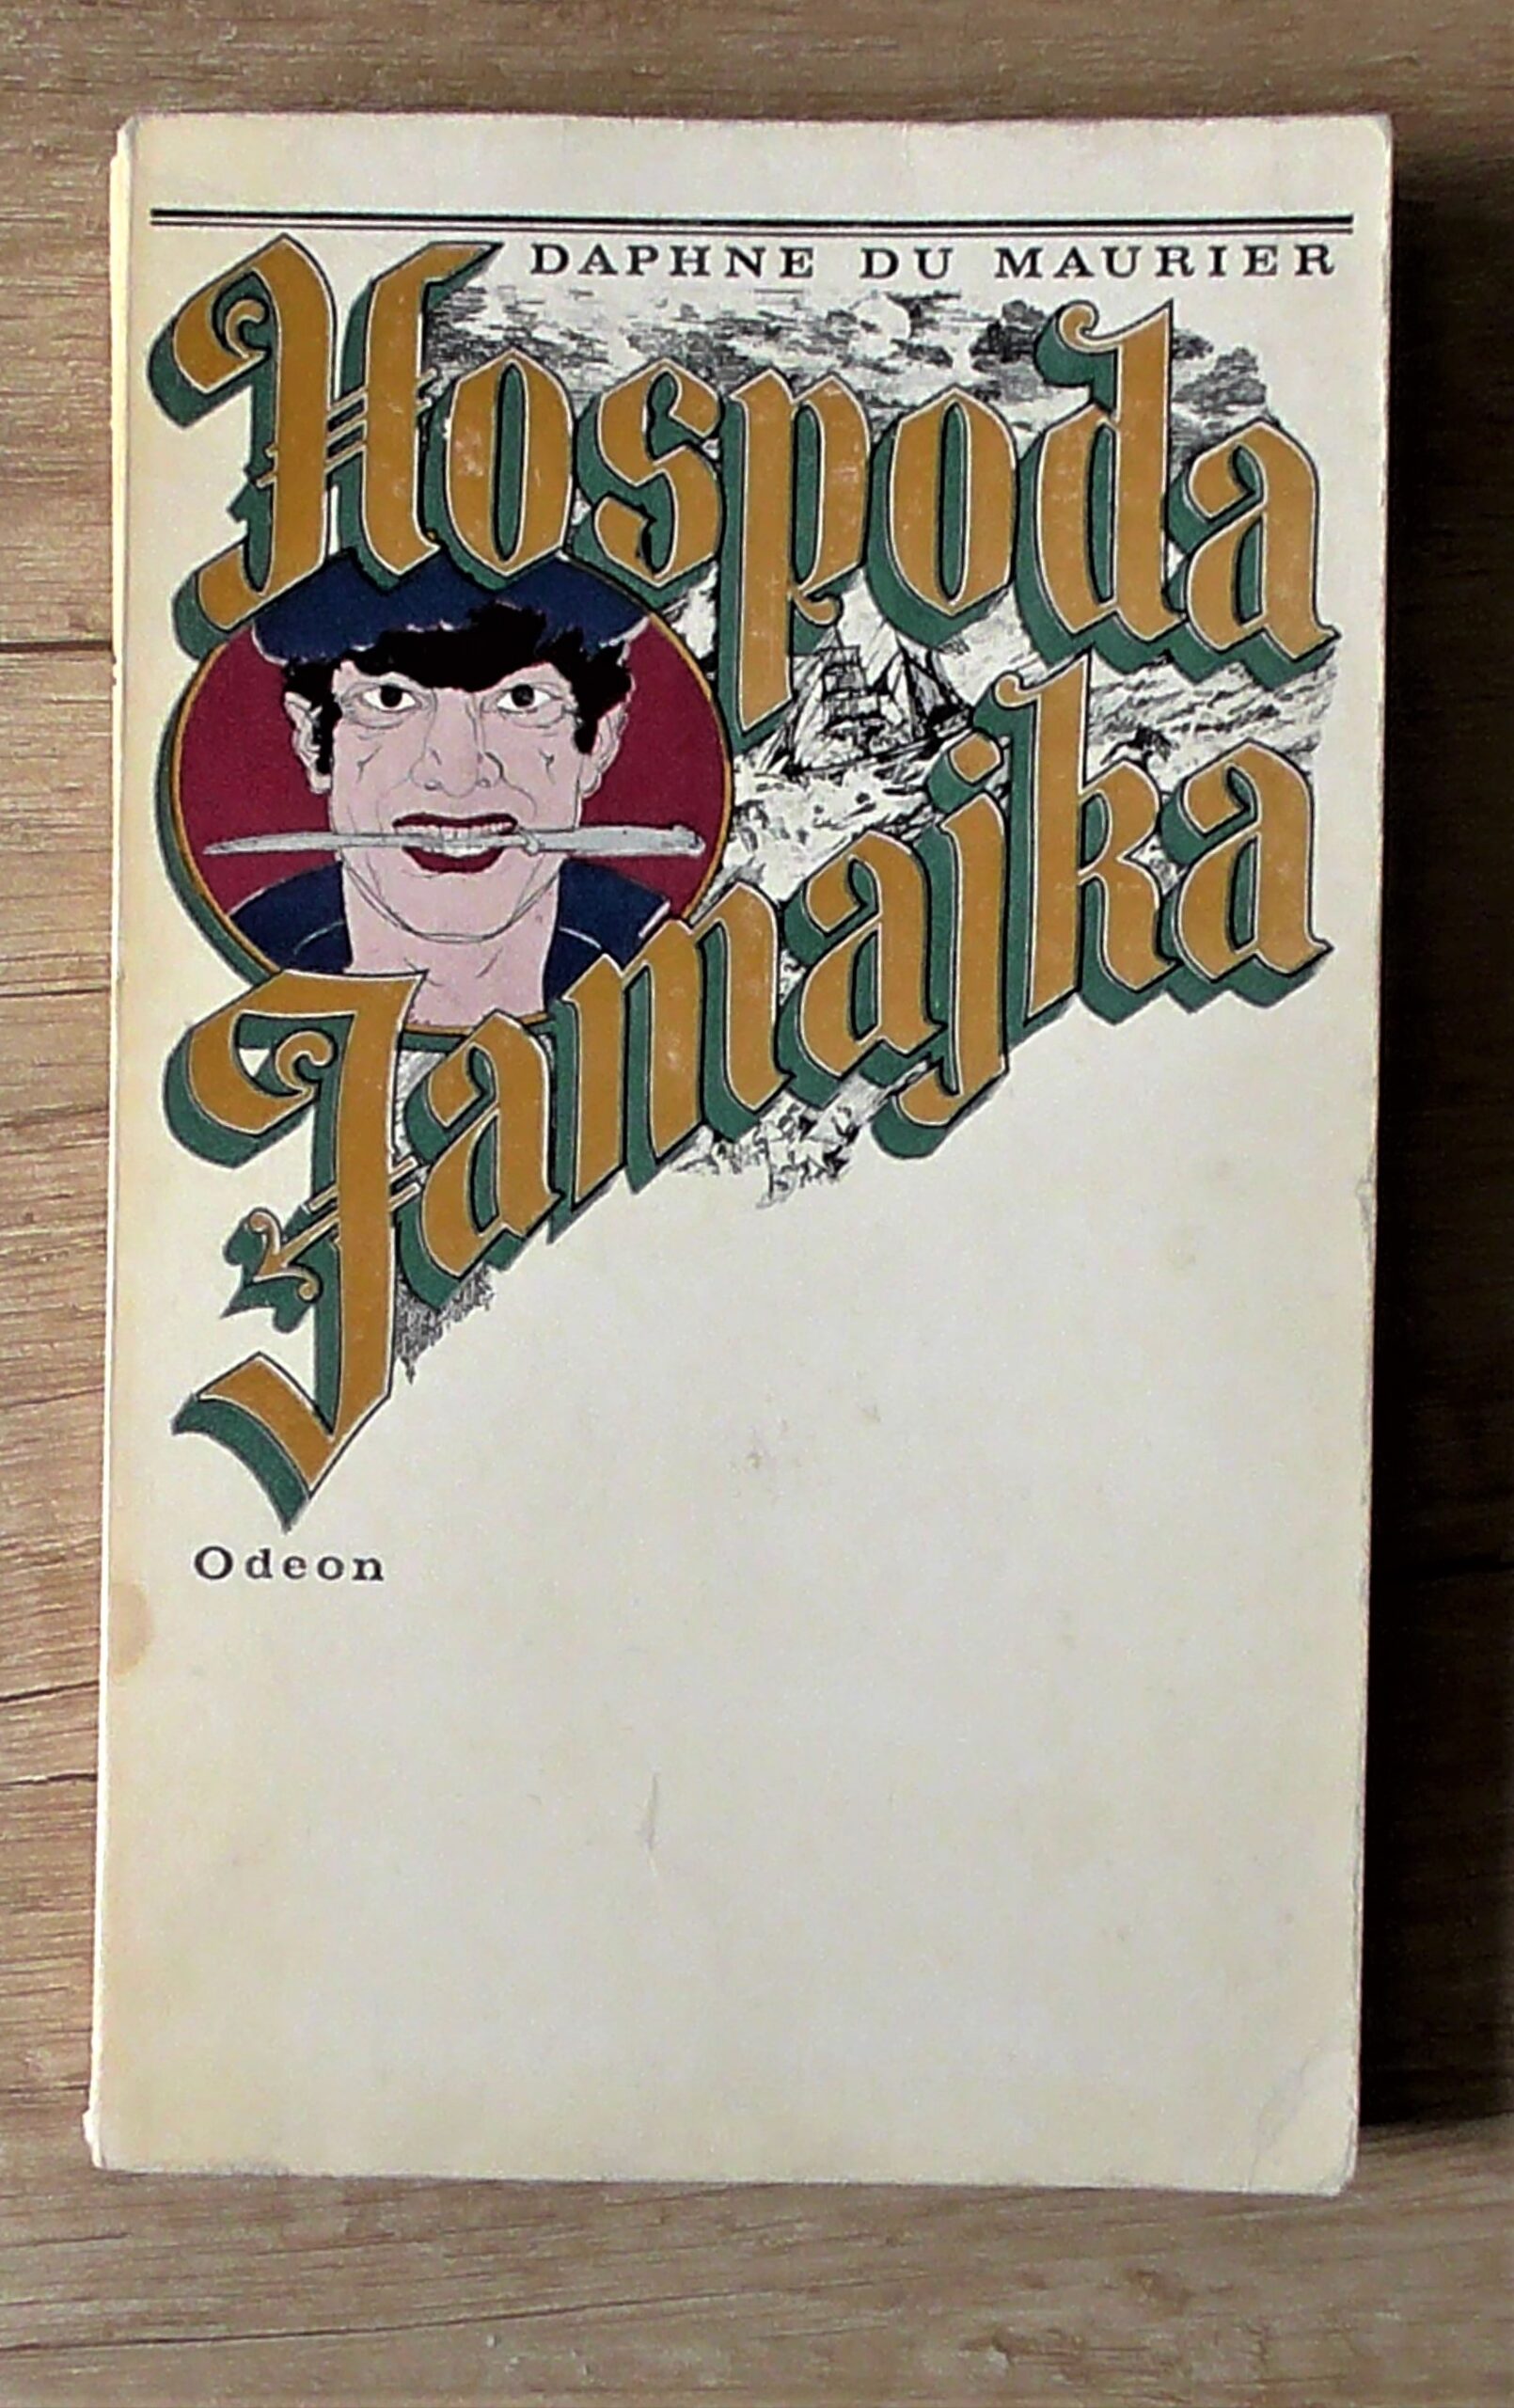 DAPHNE DU MAURIER
Hospoda
Jamajka
Odeon